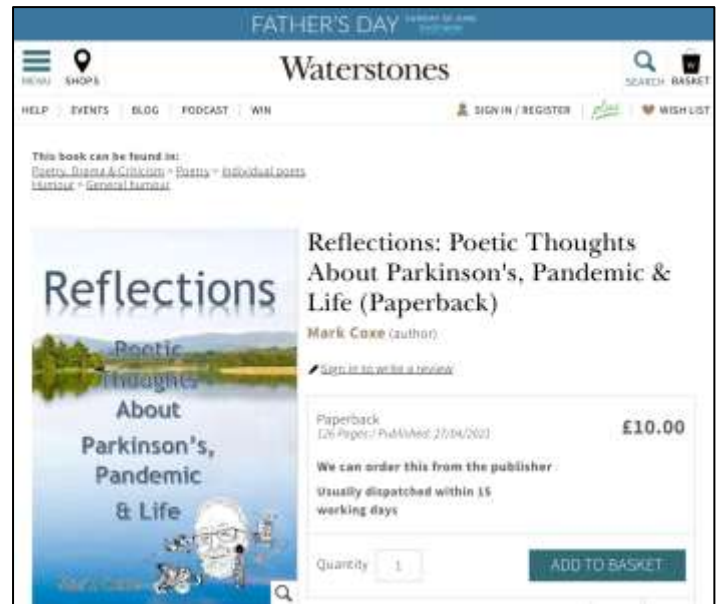 FATHER'S DAY
MENU SHOPS
Waterstones
SEARCH BASKET
HELP EVENTS BLOG PODCAST WIN
SIGN IN / REGISTER plus WISH LIST
This book can be found in:
Poetry, Drama & Criticism > Poetry > Individual poets
Humour > General humour
Reflections
Poetic
Thoughts
About
Parkinson's,
Pandemic
& Life
Reflections: Poetic Thoughts
About Parkinson's, Pandemic &
Life (Paperback)
Mark Coxe (author)
Sign in to write a review
Paperback
126 Pages / Published: 27/04/2021
£10.00
We can order this from the publisher
Usually dispatched within 15
working days
Quantity 1
ADD TO BASKET